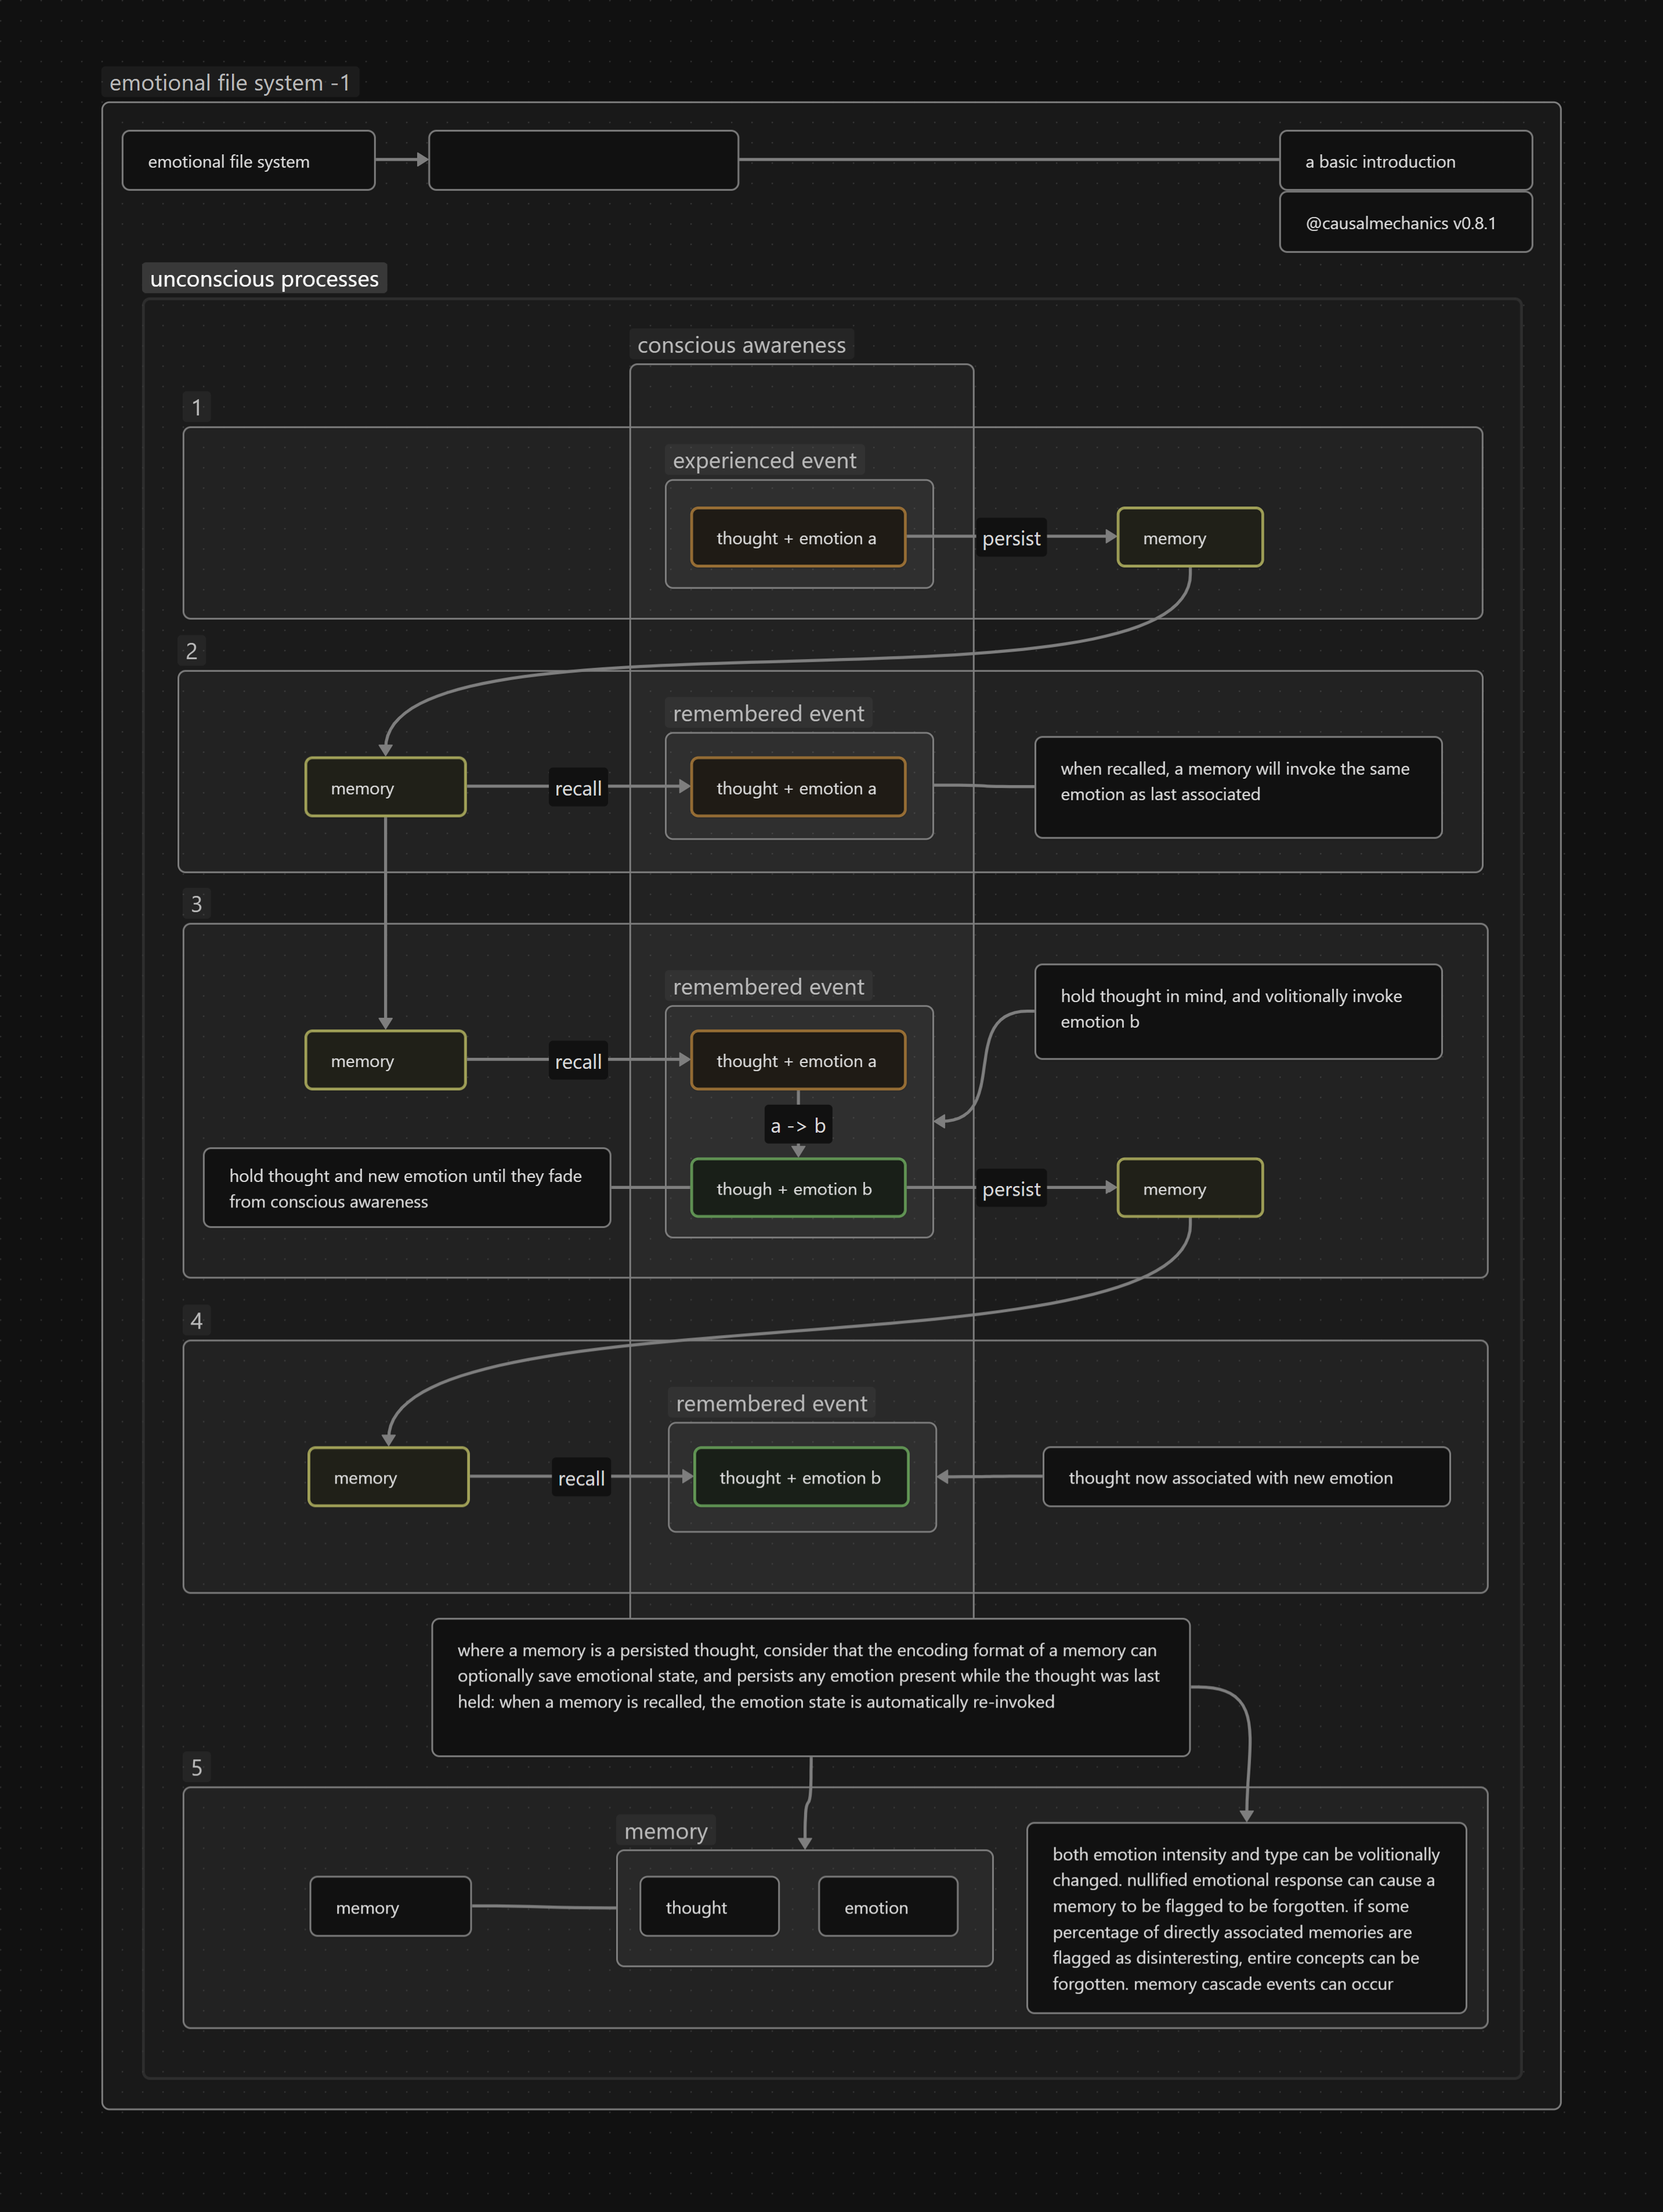 emotional file system -1
emotional file system
a basic introduction
@causalmechanics v0.8.1
unconscious processes
conscious awareness
1
experienced event
thought + emotion a
persist
memory
2
remembered event
memory
recall
thought + emotion a
when recalled, a memory will invoke the same
emotion as last associated
3
remembered event
hold thought in mind, and volitionally invoke
emotion b
memory
recall
thought + emotion a
a -> b
hold thought and new emotion until they fade
from conscious awareness
though + emotion b
persist
memory
4
remembered event
memory
recall
thought + emotion b
thought now associated with new emotion
where a memory is a persisted thought, consider that the encoding format of a memory can
optionally save emotional state, and persists any emotion present while the thought was last
held: when a memory is recalled, the emotion state is automatically re-invoked
5
memory
memory
thought
emotion
both emotion intensity and type can be volitionally
changed. nullified emotional response can cause a
memory to be flagged to be forgotten. if some
percentage of directly associated memories are
flagged as disinteresting, entire concepts can be
forgotten. memory cascade events can occur